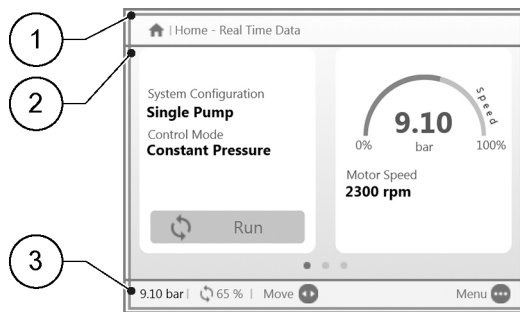 1
| Home - Real Time Data
2
System Configuration
Single Pump
Control Mode
Constant Pressure
Run
Speed
9.10
0% bar 100%
Motor Speed
2300 rpm
3
9.10 bar | 65 % | Move Menu